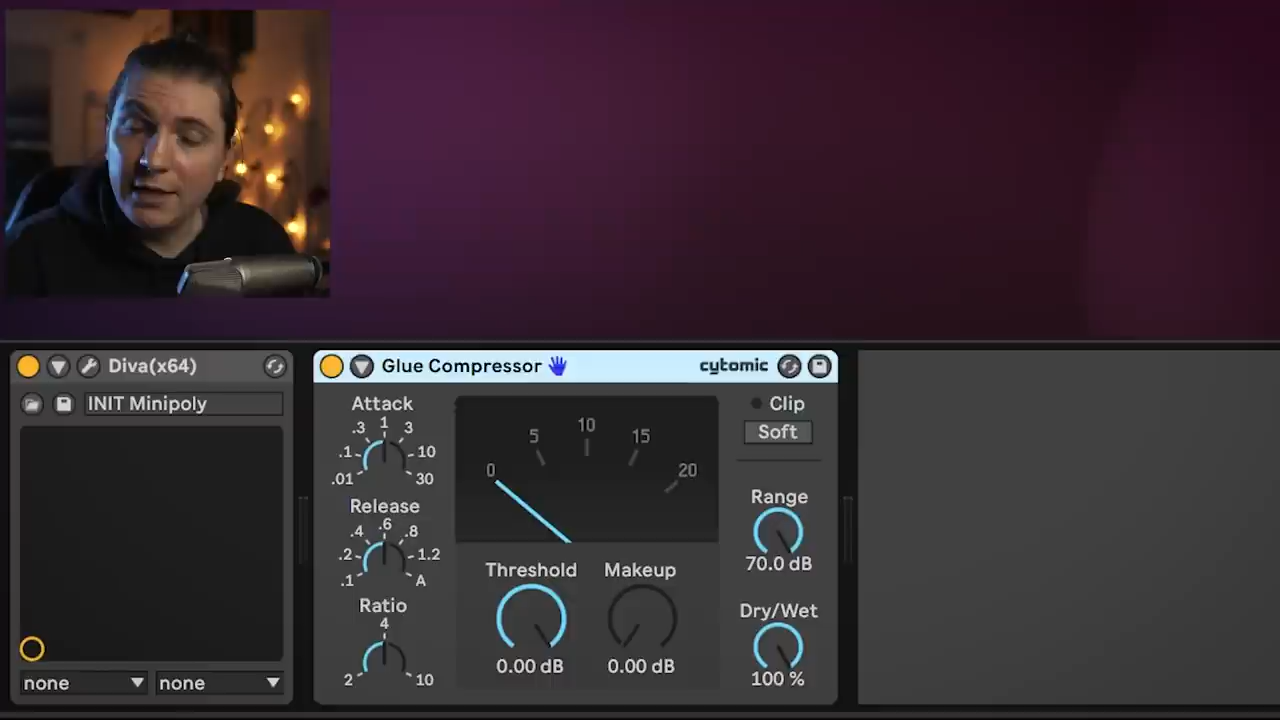 Diva(x64)
INIT Minipoly
none
none
Glue Compressor
cytomic
Attack
.01
.1
.3
1
3
10
30
Release
.1
.2
.4
.6
.8
1.2
A
Ratio
2
4
10
0
5
10
15
20
Threshold
0.00 dB
Makeup
0.00 dB
Clip
Soft
Range
70.0 dB
Dry/Wet
100 %